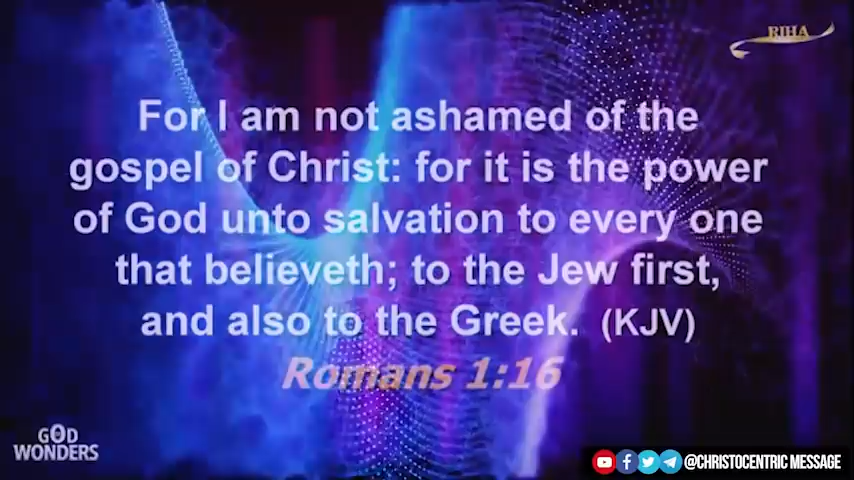 RIHA
For I am not ashamed of the
gospel of Christ: for it is the power
of God unto salvation to every one
that believeth; to the Jew first,
and also to the Greek. (KJV)
Romans 1:16
GOD
WONDERS
@CHRISTOCENTRIC MESSAGE